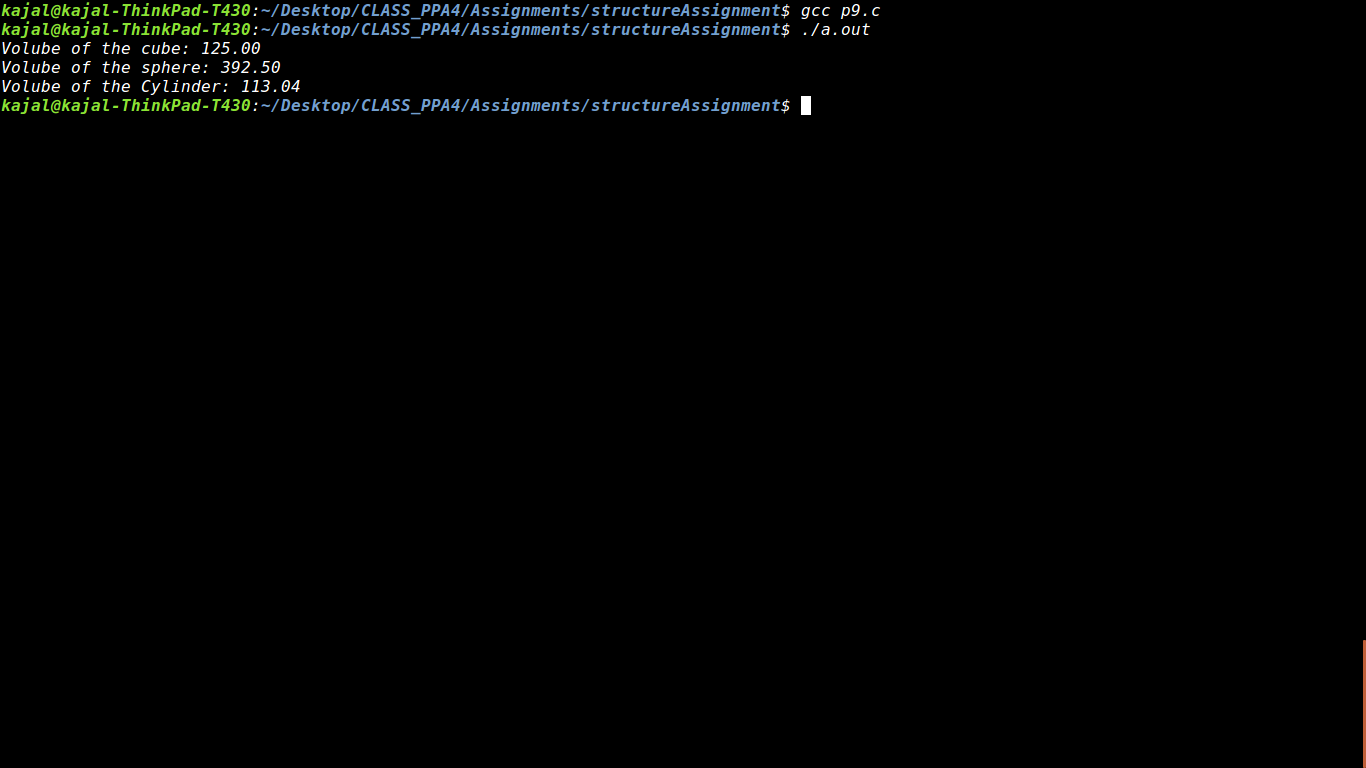 kajal@kajal-ThinkPad-T430:~/Desktop/CLASS_PPA4/Assignments/structureAssignment$ gcc p9.c
kajal@kajal-ThinkPad-T430:~/Desktop/CLASS_PPA4/Assignments/structureAssignment$ ./a.out
Volube of the cube: 125.00
Volube of the sphere: 392.50
Volube of the Cylinder: 113.04
kajal@kajal-ThinkPad-T430:~/Desktop/CLASS_PPA4/Assignments/structureAssignment$